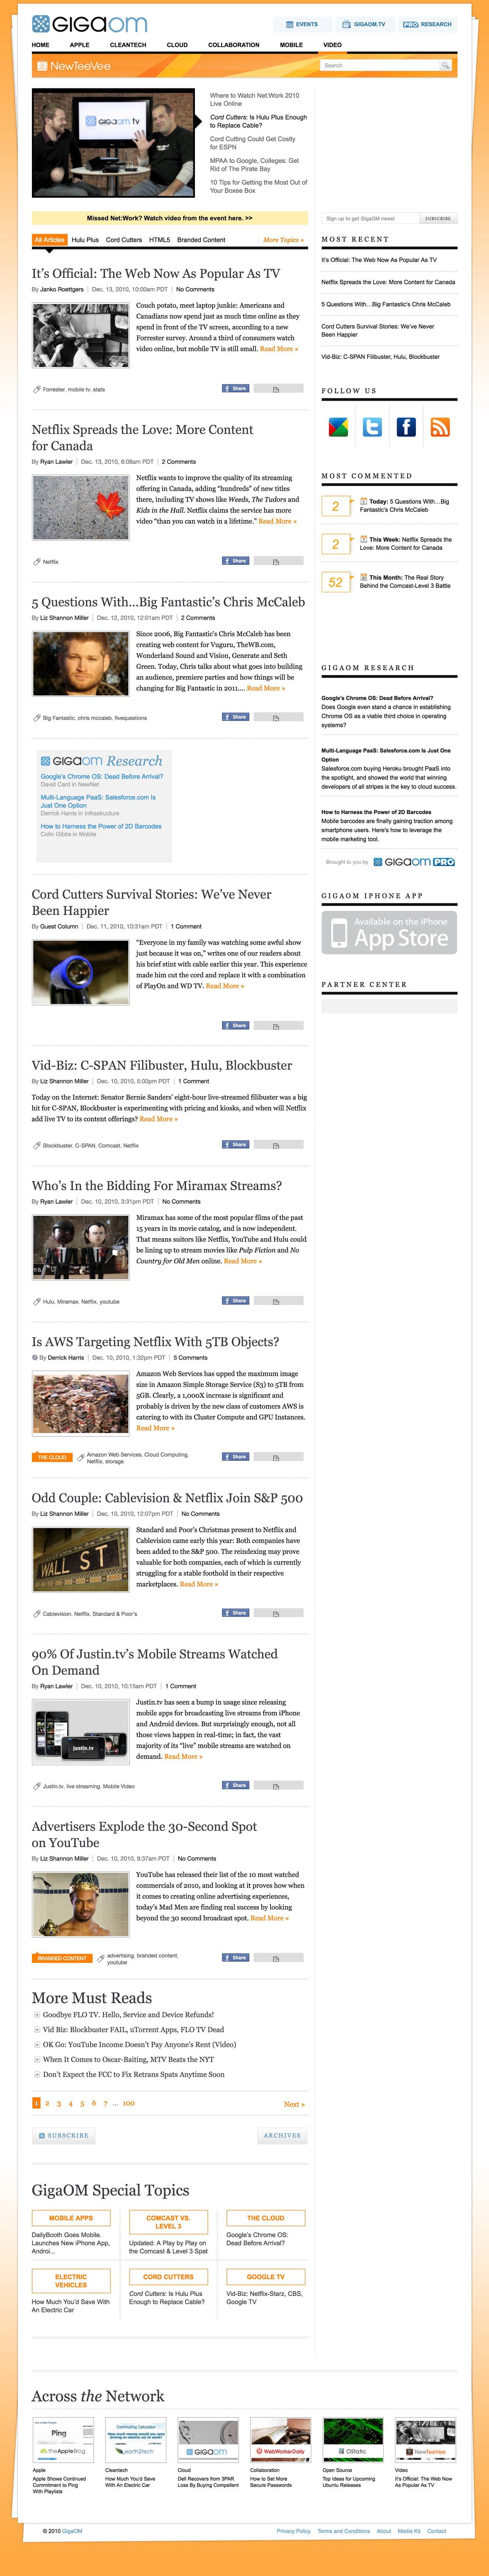 GIGAOM
EVENTS
GIGAOM.TV
PRO RESEARCH
HOME APPLE CLEANTECH CLOUD COLLABORATION MOBILE VIDEO
NewTeeVee
Search
GIGAOM tv
Where to Watch Net:Work 2010
Live Online
Cord Cutters: Is Hulu Plus Enough
to Replace Cable?
Cord Cutting Could Get Costly
for ESPN
MPAA to Google, Colleges: Get
Rid of The Pirate Bay
10 Tips for Getting the Most Out of
Your Boxee Box
Missed Net:Work? Watch video from the event here. >>
All Articles Hulu Plus Cord Cutters HTML5 Branded Content More Topics »
It's Official: The Web Now As Popular As TV
By Janko Roettgers | Dec. 13, 2010, 10:00am PDT | No Comments
Couch potato, meet laptop junkie: Americans and
Canadians now spend just as much time online as they
spend in front of the TV screen, according to a new
Forrester survey. Around a third of consumers watch
video online, but mobile TV is still small. Read More »
Forrester, mobile tv, stats
Share
Netflix Spreads the Love: More Content
for Canada
By Ryan Lawler | Dec. 13, 2010, 8:08am PDT | 2 Comments
Netflix wants to improve the quality of its streaming
offering in Canada, adding "hundreds" of new titles
there, including TV shows like Weeds, The Tudors and
Kids in the Hall. Netflix claims the service has more
video "than you can watch in a lifetime." Read More »
Netflix
Share
5 Questions With…Big Fantastic's Chris McCaleb
By Liz Shannon Miller | Dec. 12, 2010, 12:01am PDT | 2 Comments
Since 2006, Big Fantastic's Chris McCaleb has been
creating web content for Vuguru, TheWB.com,
Wonderland Sound and Vision, Generate and Seth
Green. Today, Chris talks about what goes into building
an audience, premiere parties and how things will be
changing for Big Fantastic in 2011.... Read More »
Big Fantastic, chris mccaleb, fivequestions
Share
GIGAOM Research
Google's Chrome OS: Dead Before Arrival?
David Card in NewNet
Multi-Language PaaS: Salesforce.com Is
Just One Option
Derrick Harris in Infrastructure
How to Harness the Power of 2D Barcodes
Colin Gibbs in Mobile
Cord Cutters Survival Stories: We've Never
Been Happier
By Guest Column | Dec. 11, 2010, 10:31am PDT | 1 Comment
"Everyone in my family was watching some awful show
just because it was on," writes one of our readers about
his brief stint with cable earlier this year. This experience
made him cut the cord and replace it with a combination
of PlayOn and WD TV. Read More »
Share
Vid-Biz: C-SPAN Filibuster, Hulu, Blockbuster
By Liz Shannon Miller | Dec. 10, 2010, 5:00pm PDT | 1 Comment
Today on the Internet: Senator Bernie Sanders' eight-hour live-streamed filibuster was a big
hit for C-SPAN, Blockbuster is experimenting with pricing and kiosks, and when will Netflix
add live TV to its content offerings? Read More »
Blockbuster, C-SPAN, Comcast, Netflix
Share
Who's In the Bidding For Miramax Streams?
By Ryan Lawler | Dec. 10, 2010, 3:31pm PDT | No Comments
Miramax has some of the most popular films of the past
15 years in its movie catalog, and is now independent.
That means suitors like Netflix, YouTube and Hulu could
be lining up to stream movies like Pulp Fiction and No
Country for Old Men online. Read More »
Hulu, Miramax, Netflix, youtube
Share
Is AWS Targeting Netflix With 5TB Objects?
By Derrick Harris | Dec. 10, 2010, 1:32pm PDT | 5 Comments
Amazon Web Services has upped the maximum image
size in Amazon Simple Storage Service (S3) to 5TB from
5GB. Clearly, a 1,000X increase is significant and
probably is driven by the new class of customers AWS is
catering to with its Cluster Compute and GPU Instances.
Read More »
THE CLOUD
Amazon Web Services, Cloud Computing,
Netflix, storage
Share
Odd Couple: Cablevision & Netflix Join S&P 500
By Liz Shannon Miller | Dec. 10, 2010, 12:07pm PDT | No Comments
WALL ST
Standard and Poor's Christmas present to Netflix and
Cablevision came early this year: Both companies have
been added to the S&P 500. The reindexing may prove
valuable for both companies, each of which is currently
struggling for a stable foothold in their respective
marketplaces. Read More »
Cablevision, Netflix, Standard & Poor's
Share
90% Of Justin.tv's Mobile Streams Watched
On Demand
By Ryan Lawler | Dec. 10, 2010, 10:15am PDT | 1 Comment
justin.tv
Justin.tv has seen a bump in usage since releasing
mobile apps for broadcasting live streams from iPhone
and Android devices. But surprisingly enough, not all
those views happen in real-time; in fact, the vast
majority of its "live" mobile streams are watched on
demand. Read More »
Justin.tv, live streaming, Mobile Video
Share
Advertisers Explode the 30-Second Spot
on YouTube
By Liz Shannon Miller | Dec. 10, 2010, 9:37am PDT | No Comments
YouTube has released their list of the 10 most watched
commercials of 2010, and looking at it proves how when
it comes to creating online advertising experiences,
today's Mad Men are finding real success by looking
beyond the 30 second broadcast spot. Read More »
BRANDED CONTENT
advertising, branded content,
youtube
Share
More Must Reads
Goodbye FLO TV. Hello, Service and Device Refunds!
Vid Biz: Blockbuster FAIL, uTorrent Apps, FLO TV Dead
OK Go: YouTube Income Doesn't Pay Anyone's Rent (Video)
When It Comes to Oscar-Baiting, MTV Beats the NYT
Don't Expect the FCC to Fix Retrans Spats Anytime Soon
1 2 3 4 5 6 7 ... 100 Next »
SUBSCRIBE
ARCHIVES
GigaOM Special Topics
MOBILE APPS
DailyBooth Goes Mobile.
Launches New iPhone App,
Androi...
COMCAST VS.
LEVEL 3
Updated: A Play by Play on
the Comcast & Level 3 Spat
THE CLOUD
Google's Chrome OS:
Dead Before Arrival?
ELECTRIC
VEHICLES
How Much You'd Save With
An Electric Car
CORD CUTTERS
Cord Cutters: Is Hulu Plus
Enough to Replace Cable?
GOOGLE TV
Vid-Biz: Netflix-Starz, CBS,
Google TV
Sign up to get GigaOM news!
SUBSCRIBE
MOST RECENT
It's Official: The Web Now As Popular As TV
Netflix Spreads the Love: More Content for Canada
5 Questions With…Big Fantastic's Chris McCaleb
Cord Cutters Survival Stories: We've Never
Been Happier
Vid-Biz: C-SPAN Filibuster, Hulu, Blockbuster
FOLLOW US
MOST COMMENTED
2
Today: 5 Questions With…Big
Fantastic's Chris McCaleb
2
This Week: Netflix Spreads the
Love: More Content for Canada
52
This Month: The Real Story
Behind the Comcast-Level 3 Battle
GIGAOM RESEARCH
Google's Chrome OS: Dead Before Arrival?
Does Google even stand a chance in establishing
Chrome OS as a viable third choice in operating
systems?
Multi-Language PaaS: Salesforce.com Is Just One
Option
Salesforce.com buying Heroku brought PaaS into
the spotlight, and showed the world that winning
developers of all stripes is the key to cloud success.
How to Harness the Power of 2D Barcodes
Mobile barcodes are finally gaining traction among
smartphone users. Here's how to leverage the
mobile marketing tool.
Brought to you by GIGAOM PRO
GIGAOM IPHONE APP
Available on the iPhone
App Store
PARTNER CENTER
Across the Network
Ping
theAppleBlog
Apple
Apple Shows Continued
Commitment to Ping
With Playlists
earth2tech
Cleantech
How Much You'd Save
With An Electric Car
GIGAOM
Cloud
Dell Recovers from 3PAR
Loss By Buying Compellent
WebWorkerDaily
Collaboration
How to Set More
Secure Passwords
OStatic
Open Source
Top Ideas for Upcoming
Ubuntu Releases
NewTeeVee
Video
It's Official: The Web Now
As Popular As TV
© 2010 GigaOM
Privacy Policy Terms and Conditions About Media Kit Contact